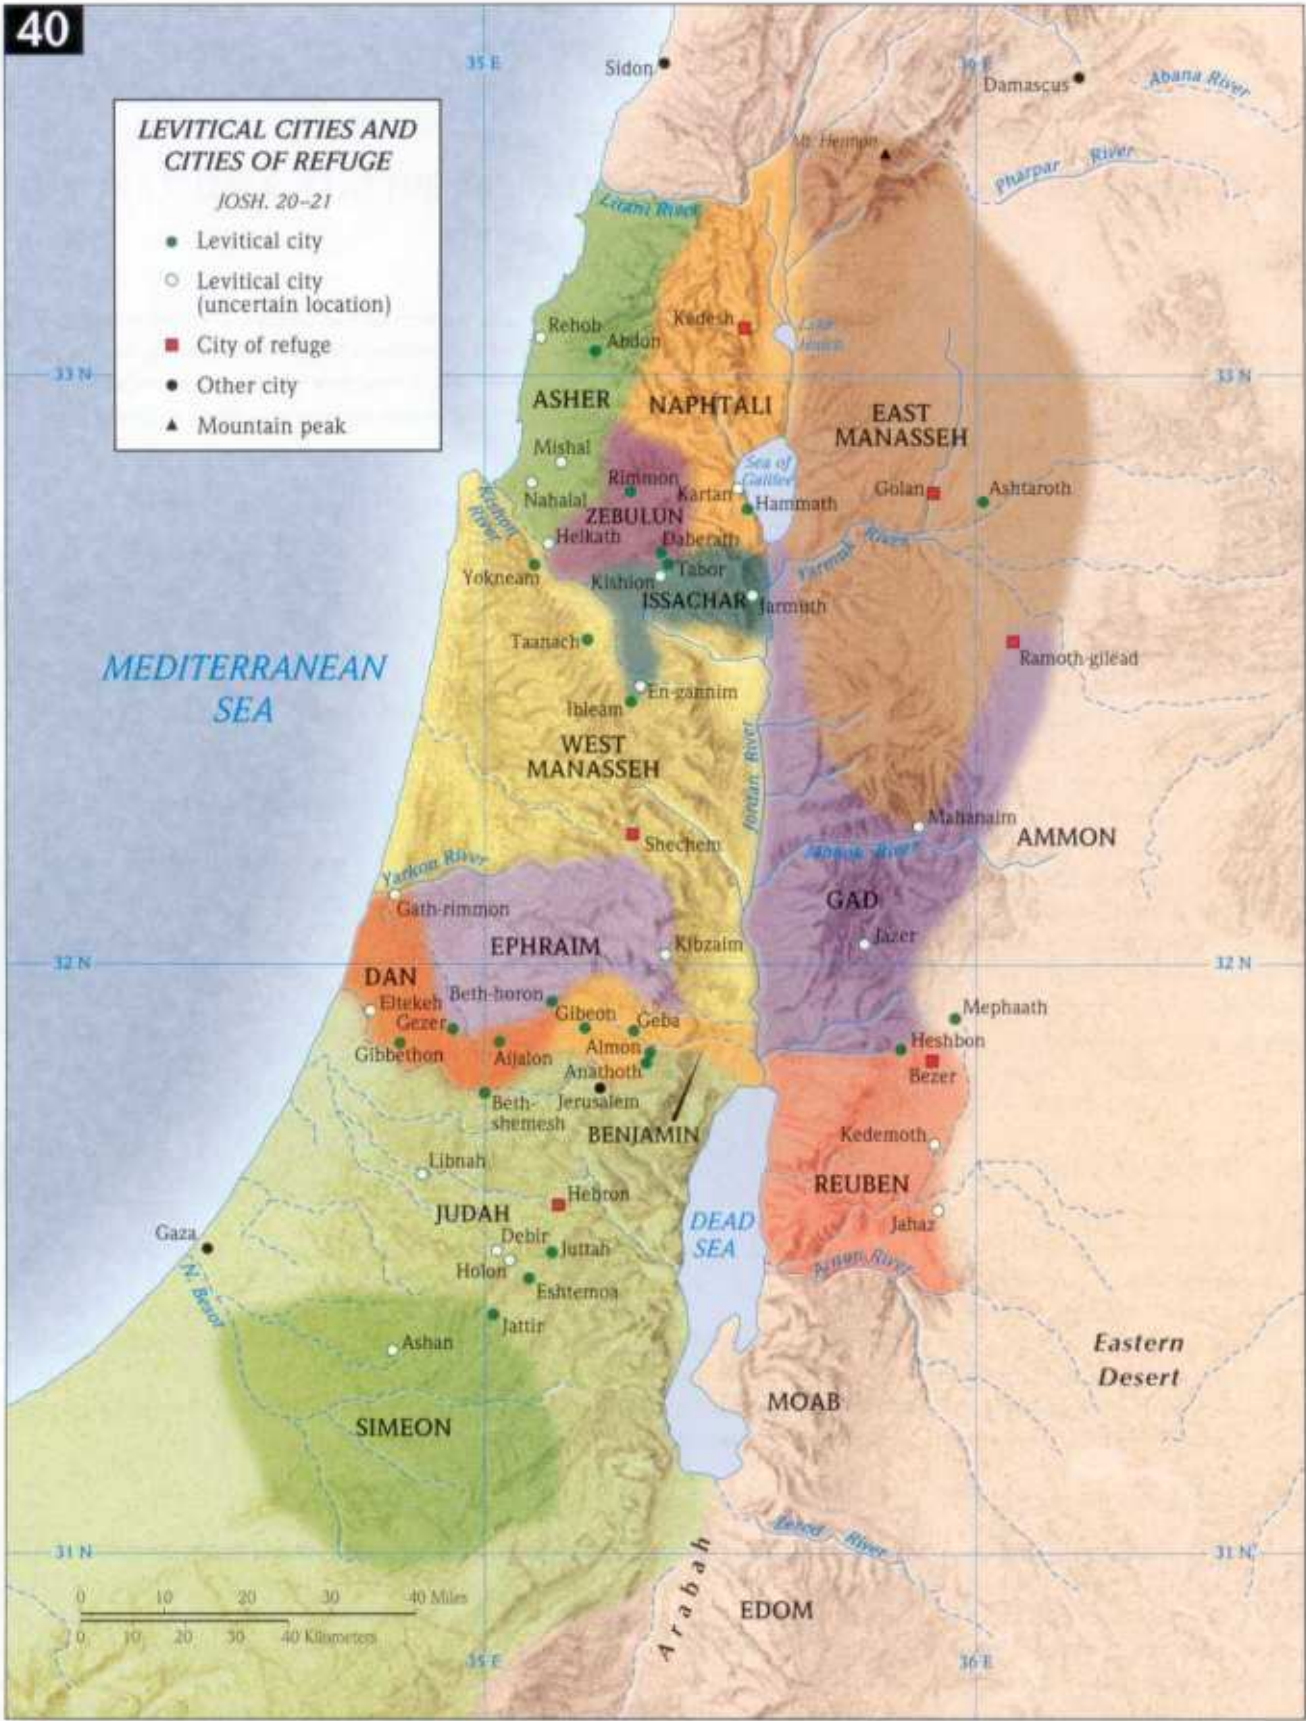 40
LEVITICAL CITIES AND
CITIES OF REFUGE
JOSH. 20–21
Levitical city
Levitical city
(uncertain location)
City of refuge
Other city
Mountain peak
35 E
36 E
Sidon
Damascus
Abana River
Mt. Hermon
Pharpar River
Litani River
Kedesh
Rehob
Abdon
Lake
33 N
33 N
ASHER
NAPHTALI
EAST
MANASSEH
Mishal
Sea of
Galilee
Rimmon
Kartan
Golan
Ashtaroth
Nahalal
Hammath
Kishon
River
ZEBULUN
Helkath
Daberath
Yarmuk River
Yokneam
Kishion
Tabor
ISSACHAR
Jarmuth
Taanach
Ramoth-gilead
MEDITERRANEAN
SEA
En-gannim
Ibleam
WEST
MANASSEH
Jordan River
Mahanaim
AMMON
Shechem
Jabbok River
Yarkon River
GAD
Gath-rimmon
EPHRAIM
Kibzaim
Jazer
32 N
32 N
DAN
Eltekeh
Beth-horon
Gibeon
Geba
Mephaath
Gezer
Heshbon
Gibbethon
Aijalon
Almon
Anathoth
Bezer
Beth-
shemesh
Jerusalem
BENJAMIN
Kedemoth
Libnah
REUBEN
Hebron
JUDAH
DEAD
SEA
Jahaz
Gaza
Debir
Juttah
Holon
Arnon River
N. Besor
Eshtemoa
Jattir
Ashan
Eastern
Desert
SIMEON
MOAB
Zered River
31 N
31 N
Arabah
EDOM
0 10 20 30 40 Miles
0 10 20 30 40 Kilometers
35 E
36 E